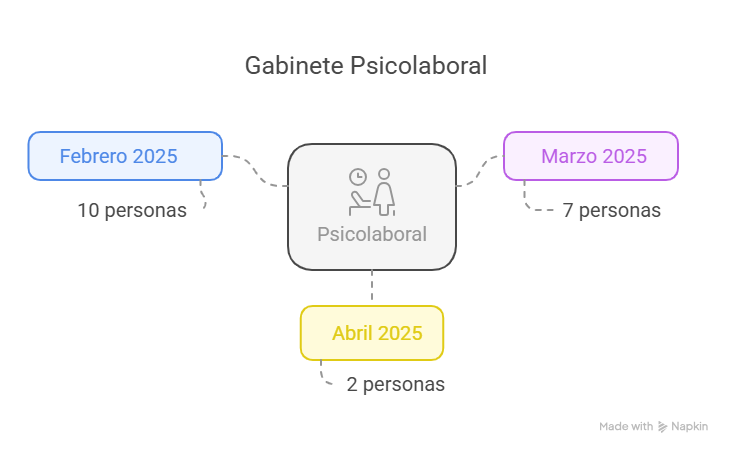 Gabinete Psicolaboral
Febrero 2025
10 personas
Psicolaboral
Marzo 2025
7 personas
Abril 2025
2 personas
Made with Napkin